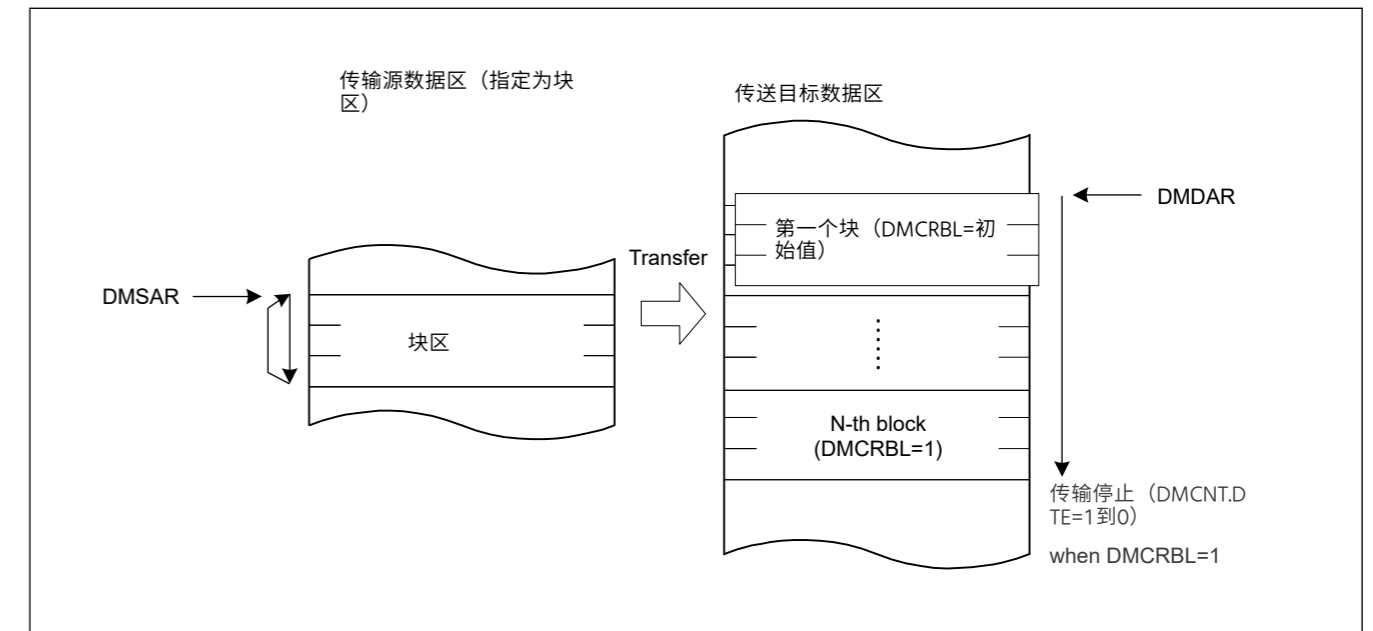 传输源数据区（指定为块
区）
传送目标数据区
DMDAR
第一个块（DMCRBL=初
始值）
Transfer
DMSAR
块区
N-th block
(DMCRBL=1)
传输停止（DMCNT.D
TE=1到0）
when DMCRBL=1